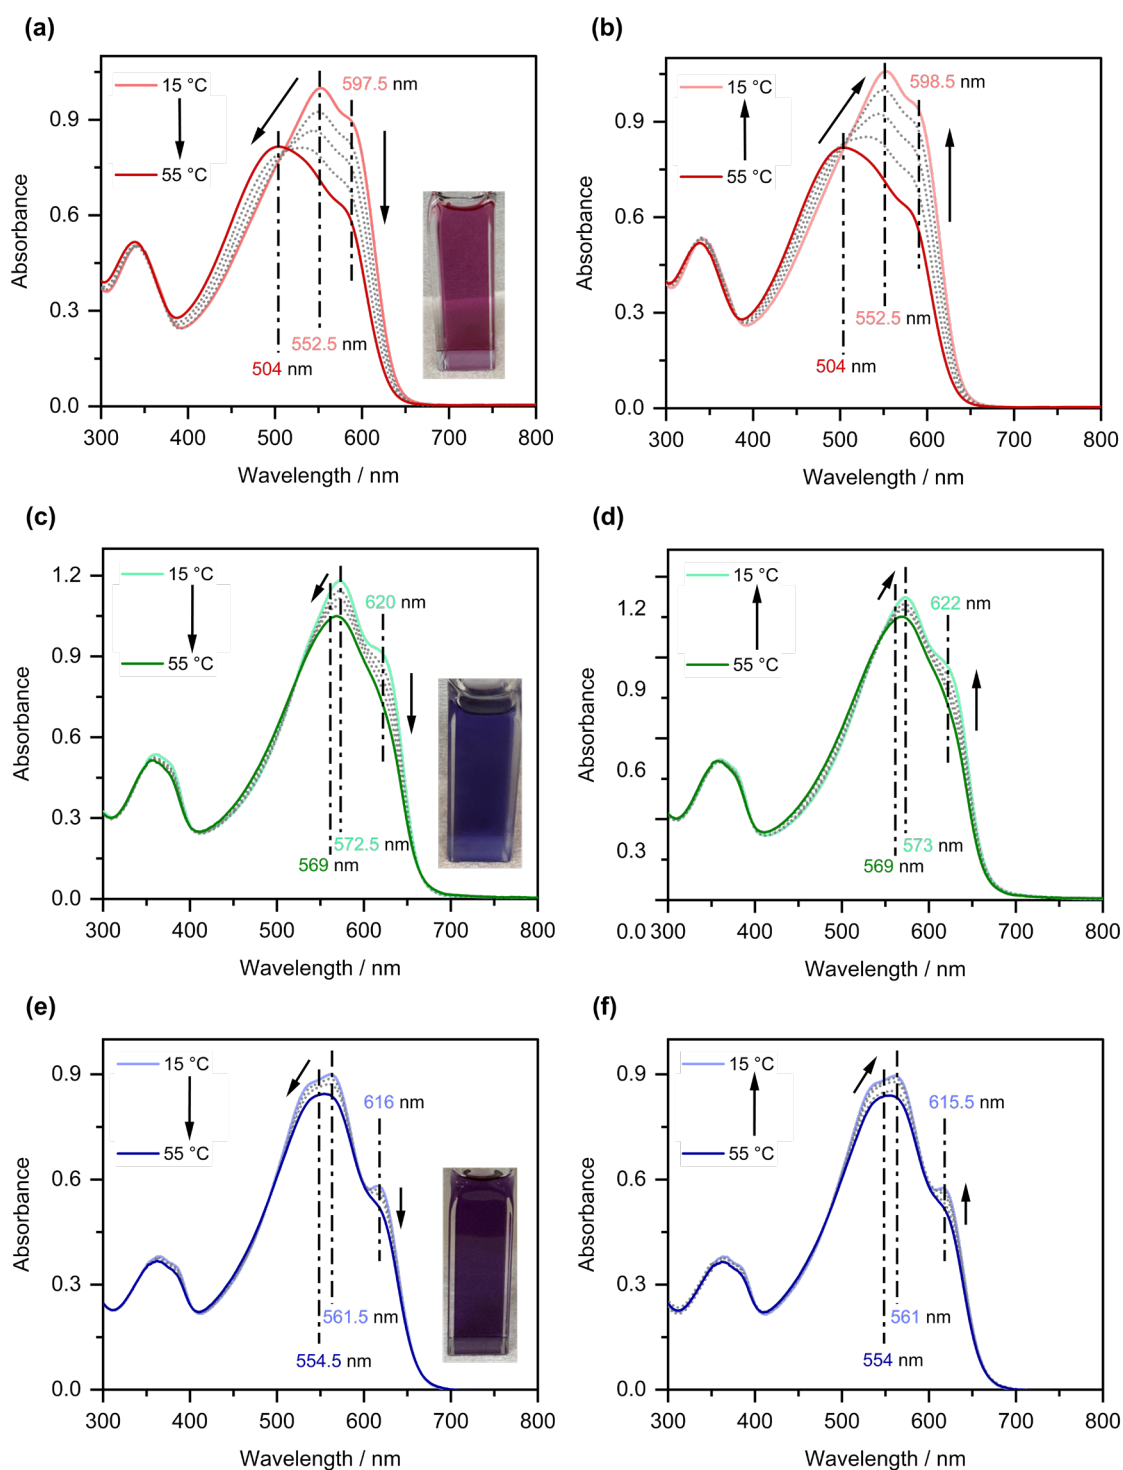 (a)
15 °C
55 °C
597.5 nm
552.5 nm
504 nm
0.9
0.6
0.3
0.0
Absorbance
300 400 500 600 700 800
Wavelength / nm
(b)
15 °C
55 °C
598.5 nm
552.5 nm
504 nm
0.9
0.6
0.3
0.0
Absorbance
300 400 500 600 700 800
Wavelength / nm
(c)
15 °C
55 °C
620 nm
572.5 nm
569 nm
1.2
0.9
0.6
0.3
0.0
Absorbance
300 400 500 600 700 800
Wavelength / nm
(d)
15 °C
55 °C
622 nm
573 nm
569 nm
1.2
0.9
0.6
0.3
0.0
Absorbance
300 400 500 600 700 800
Wavelength / nm
(e)
15 °C
55 °C
616 nm
561.5 nm
554.5 nm
0.9
0.6
0.3
0.0
Absorbance
300 400 500 600 700 800
Wavelength / nm
(f)
15 °C
55 °C
615.5 nm
561 nm
554 nm
0.9
0.6
0.3
0.0
Absorbance
300 400 500 600 700 800
Wavelength / nm